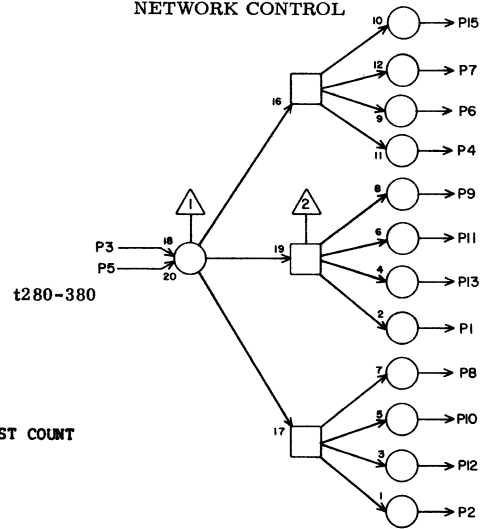 NETWORK CONTROL
10 P15
12 P7
16
9 P6
11 P4
8 P9
1 2
P3 18 19 6 P11
P5 20
4 P13
t280-380
2 P1
7 P8
17 5 P10
ST COUNT
3 P12
1 P2